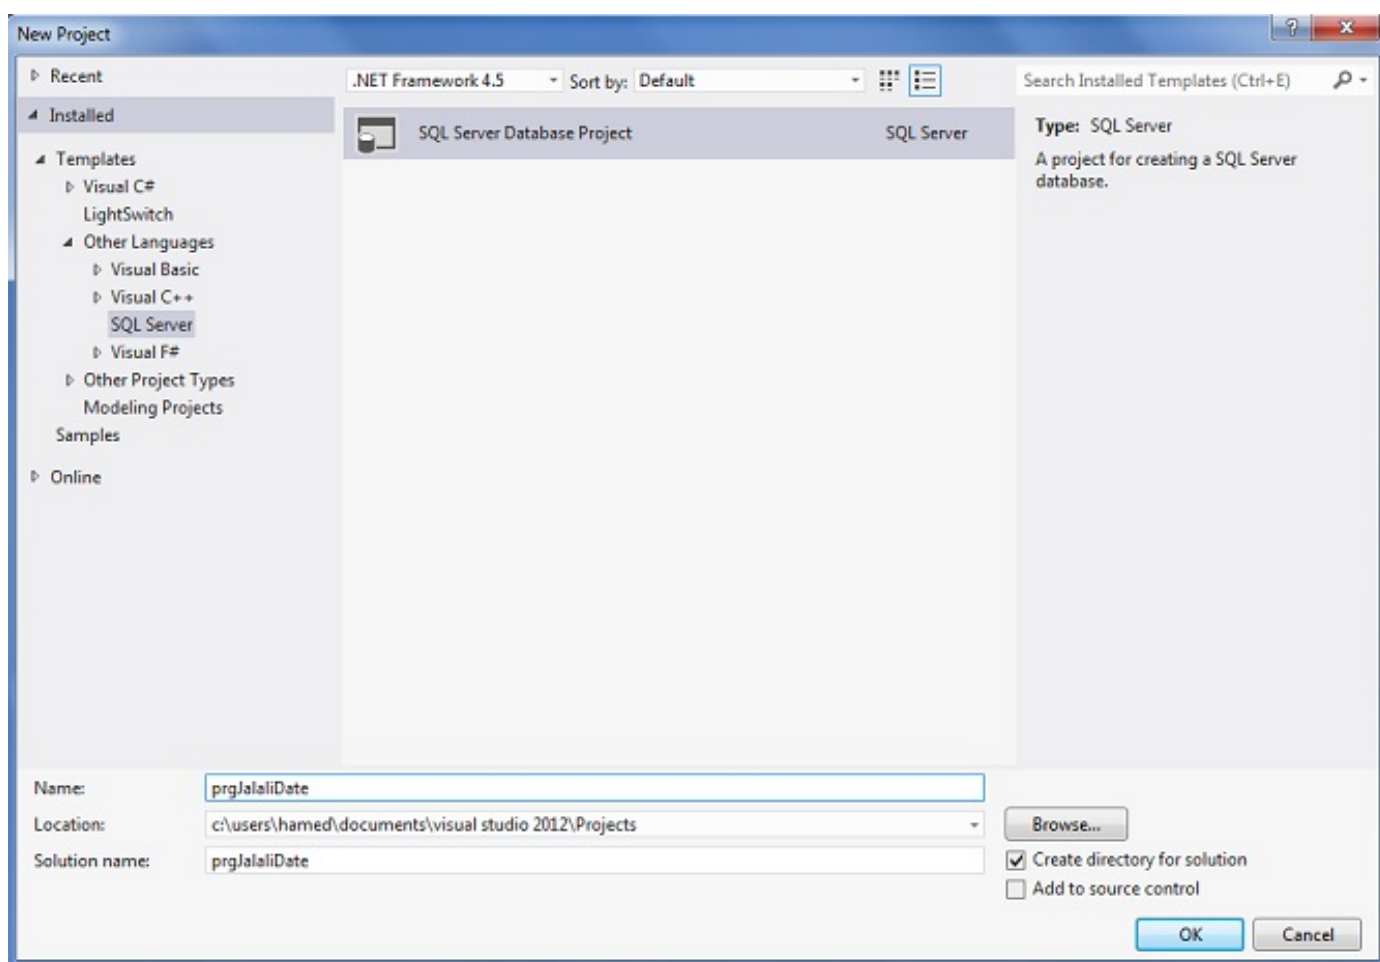 New Project
?
x
Recent
.NET Framework 4.5
Sort by: Default
Search Installed Templates (Ctrl+E)
Installed
Templates
Visual C#
LightSwitch
Other Languages
Visual Basic
Visual C++
SQL Server
Visual F#
Other Project Types
Modeling Projects
Samples
Online
SQL Server Database Project SQL Server
Type: SQL Server
A project for creating a SQL Server
database.
Name: prgJalaliDate
Location: c:\users\hamed\documents\visual studio 2012\Projects
Browse...
Solution name: prgJalaliDate
Create directory for solution
Add to source control
OK Cancel